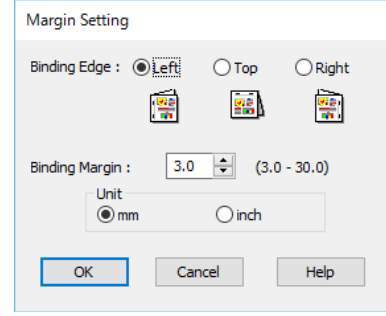 Margin Setting
Binding Edge : Left Top Right
Binding Margin : 3.0 (3.0 - 30.0)
Unit
mm inch
OK Cancel Help